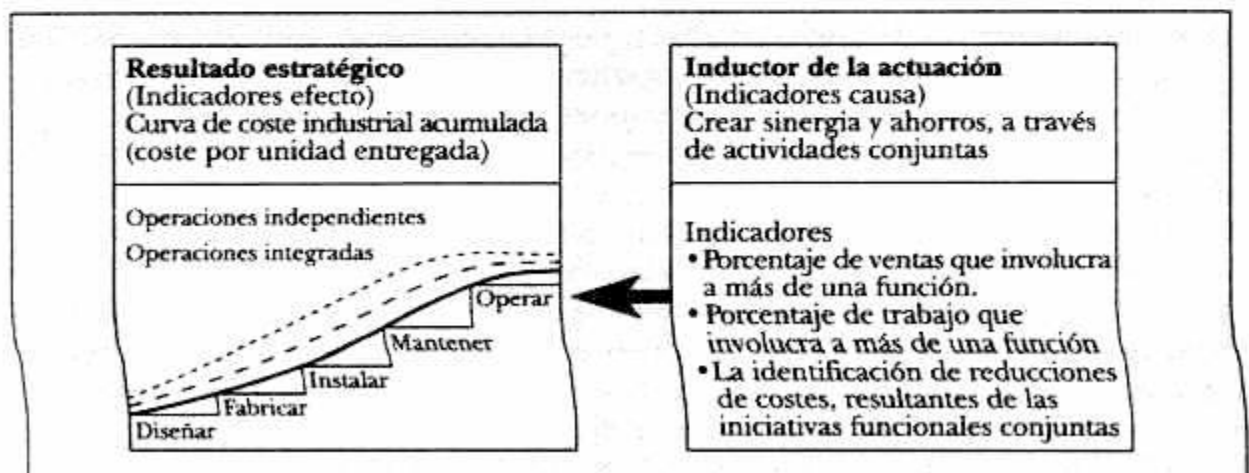 Resultado estratégico
(Indicadores efecto)
Curva de coste industrial acumulada
(coste por unidad entregada)
Operaciones independientes
Operaciones integradas
Operar
Mantener
Instalar
Fabricar
Diseñar
Inductor de la actuación
(Indicadores causa)
Crear sinergia y ahorros, a través
de actividades conjuntas
Indicadores
•Porcentaje de ventas que involucra
a más de una función.
•Porcentaje de trabajo que
involucra a más de una función
•La identificación de reducciones
de costes, resultantes de las
iniciativas funcionales conjuntas